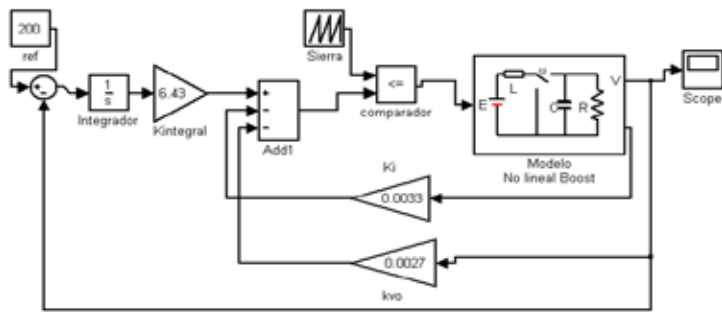 200
ref
Sierra
1
s
Integrador
6.43
Kintegral
+
-
-
Add1
<=
comparador
E
L
u
C
R
V
Modelo
No lineal Boost
Scope
Ki
0.0033
0.0027
kvo